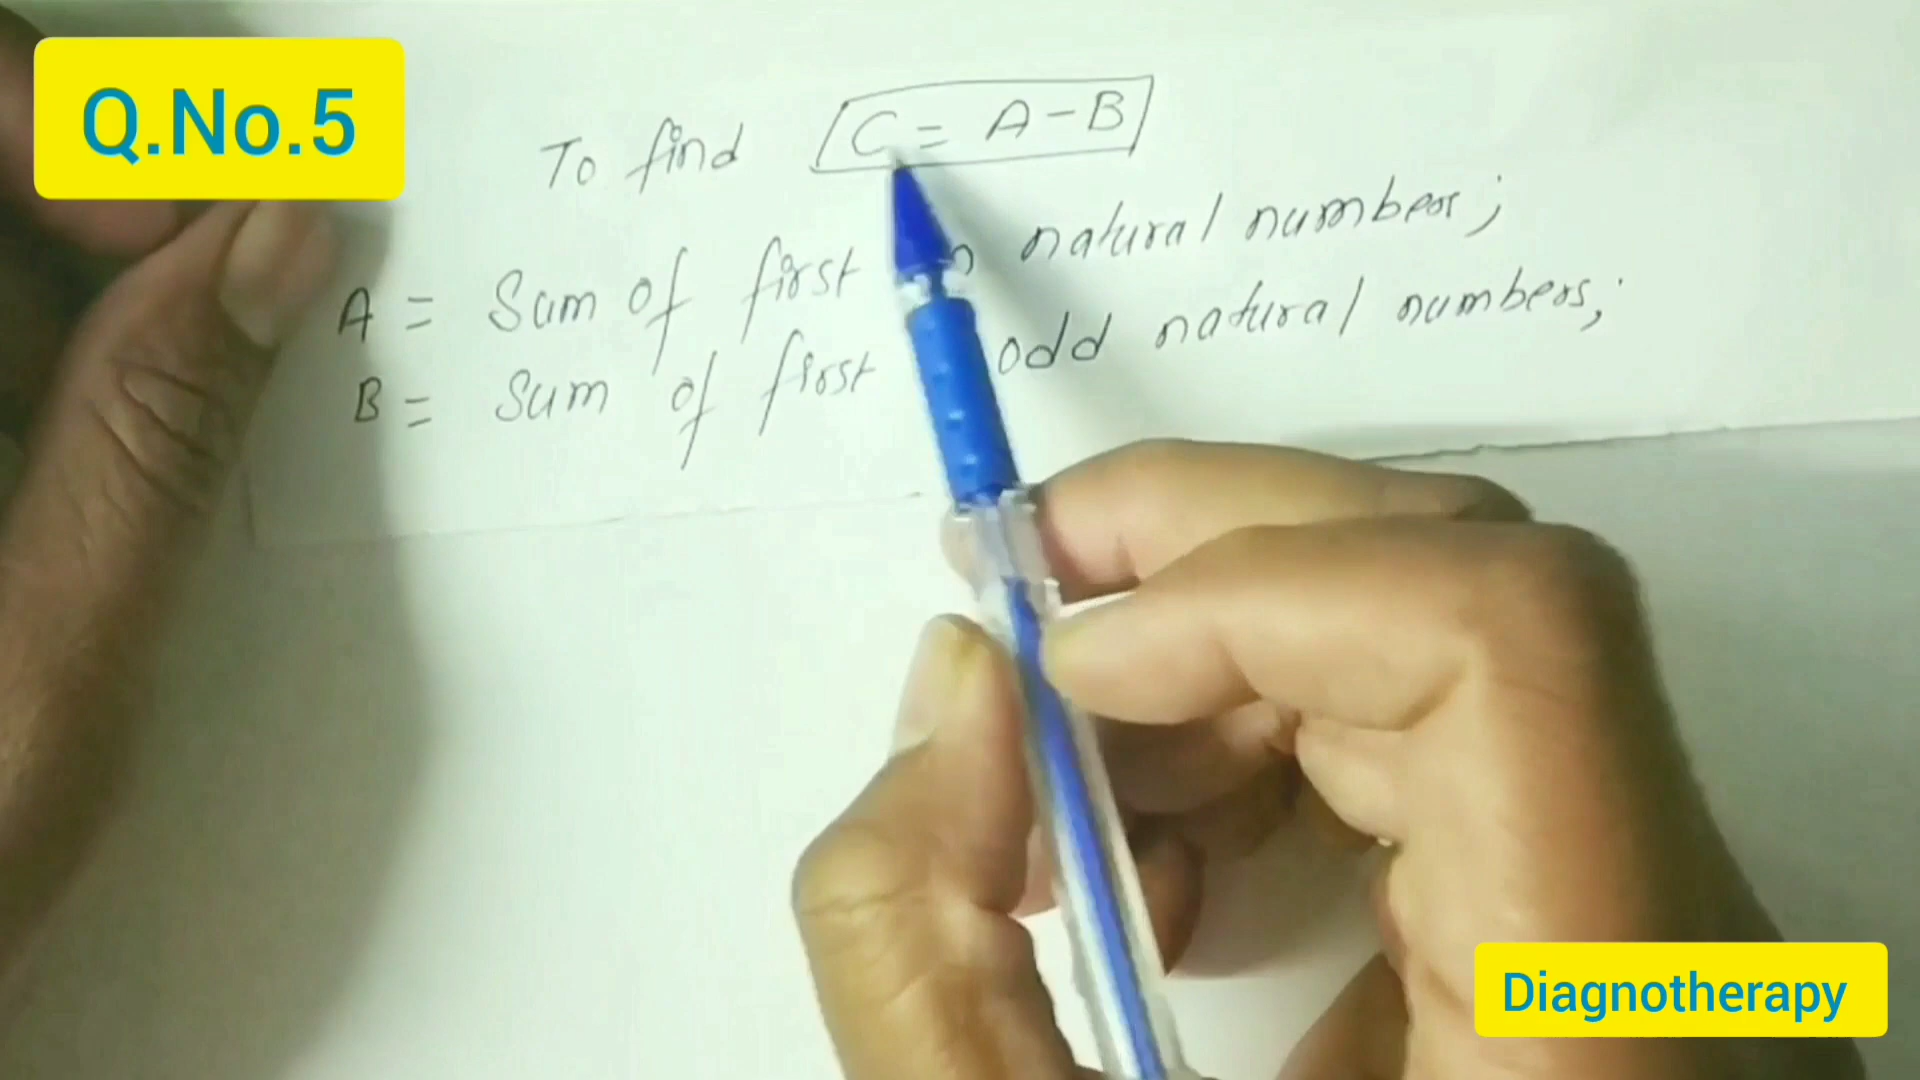 Q.No.5
To find C = A - B
A = Sum of first n natural numbers;
B = Sum of first odd natural numbers;
Diagnotherapy